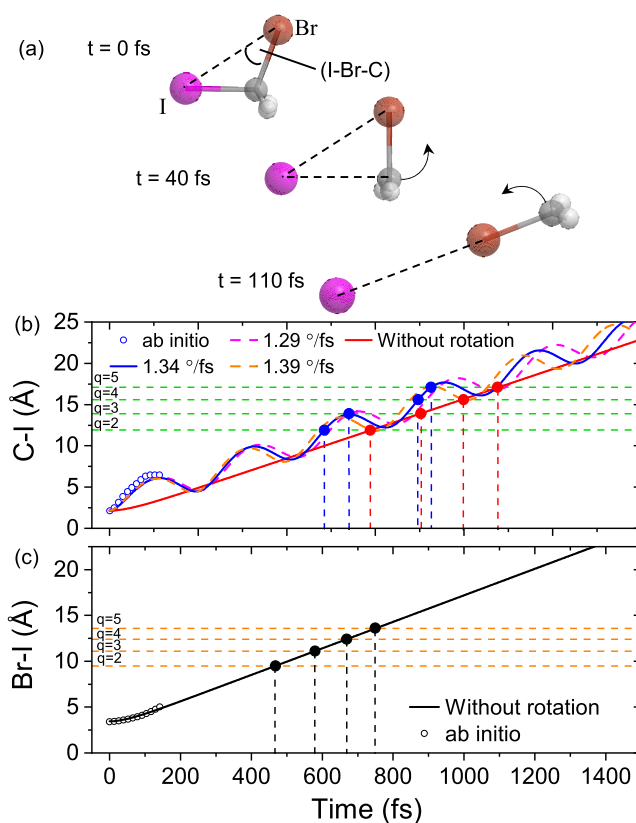 (a)
t = 0 fs
Br
(I-Br-C)
I
t = 40 fs
t = 110 fs
(b)
ab initio
1.29 °/fs
Without rotation
1.34 °/fs
1.39 °/fs
25
20
15
10
5
0
q=5
q=4
q=3
q=2
C-I (Å)
(c)
20
15
10
5
0
q=5
q=4
q=3
q=2
Br-I (Å)
Without rotation
ab initio
0 200 400 600 800 1000 1200 1400
Time (fs)